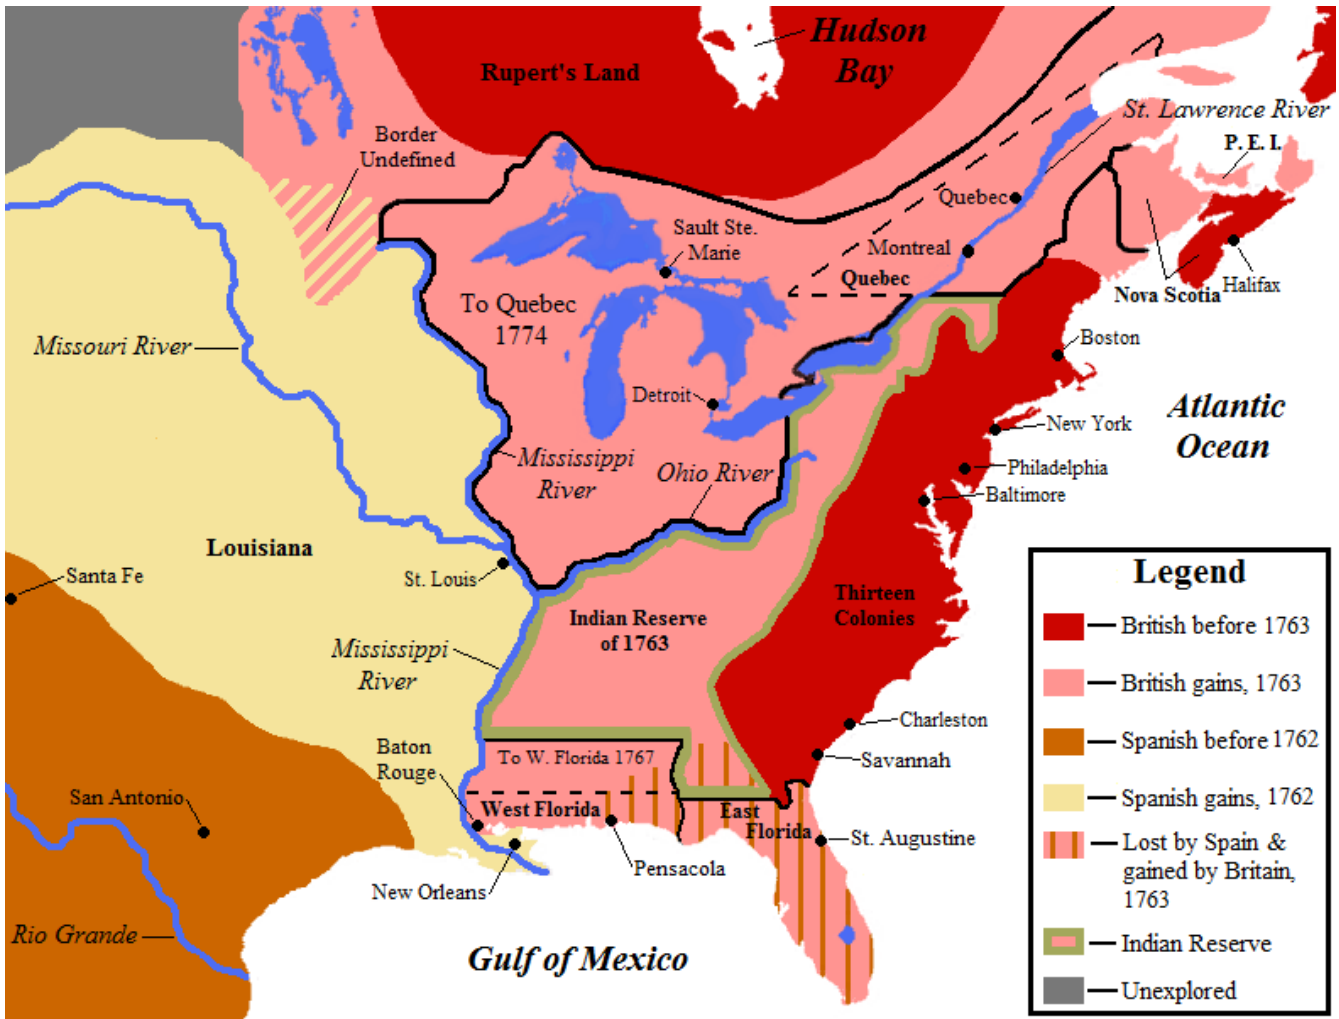 Hudson
Bay
Rupert's Land
Border
Undefined
St. Lawrence River
P. E. I.
Quebec
Sault Ste.
Marie
Montreal
Quebec
Nova Scotia
Halifax
To Quebec
1774
Missouri River
Boston
Detroit
Atlantic
Ocean
New York
Mississippi
River
Ohio River
Philadelphia
Baltimore
Louisiana
St. Louis
Santa Fe
Thirteen
Colonies
Indian Reserve
of 1763
Mississippi
River
Charleston
Savannah
Baton
Rouge
To W. Florida 1767
San Antonio
West Florida
East
Florida
St. Augustine
Pensacola
New Orleans
Rio Grande
Gulf of Mexico
Legend
British before 1763
British gains, 1763
Spanish before 1762
Spanish gains, 1762
Lost by Spain &
gained by Britain,
1763
Indian Reserve
Unexplored